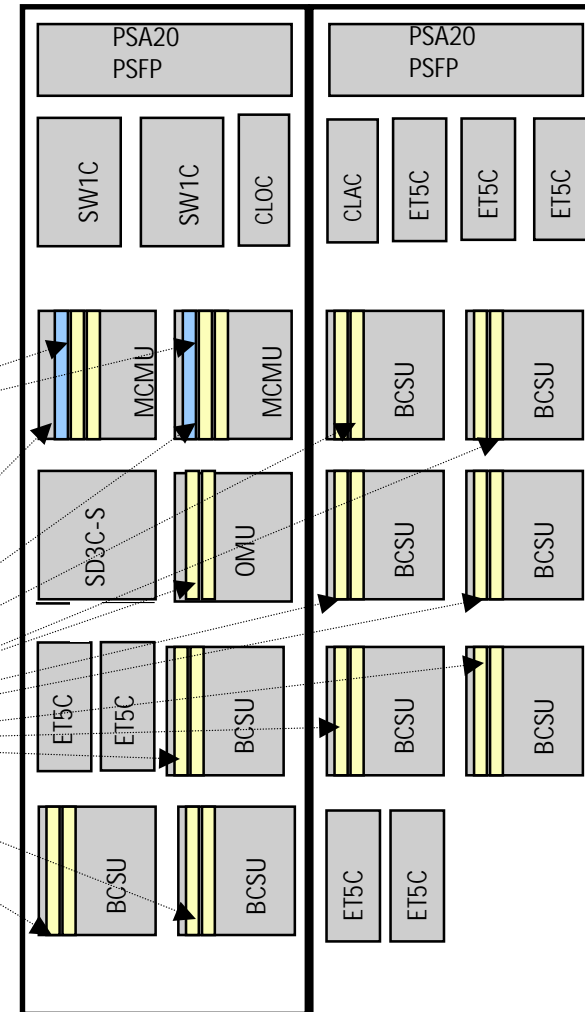 PSA20
PSFP
PSA20
PSFP
SW1C
SW1C
CLOC
CLAC
ET5C
ET5C
ET5C
MCMU
MCMU
BCSU
BCSU
SD3C-S
OMU
BCSU
BCSU
ET5C
ET5C
BCSU
BCSU
BCSU
BCSU
BCSU
ET5C
ET5C